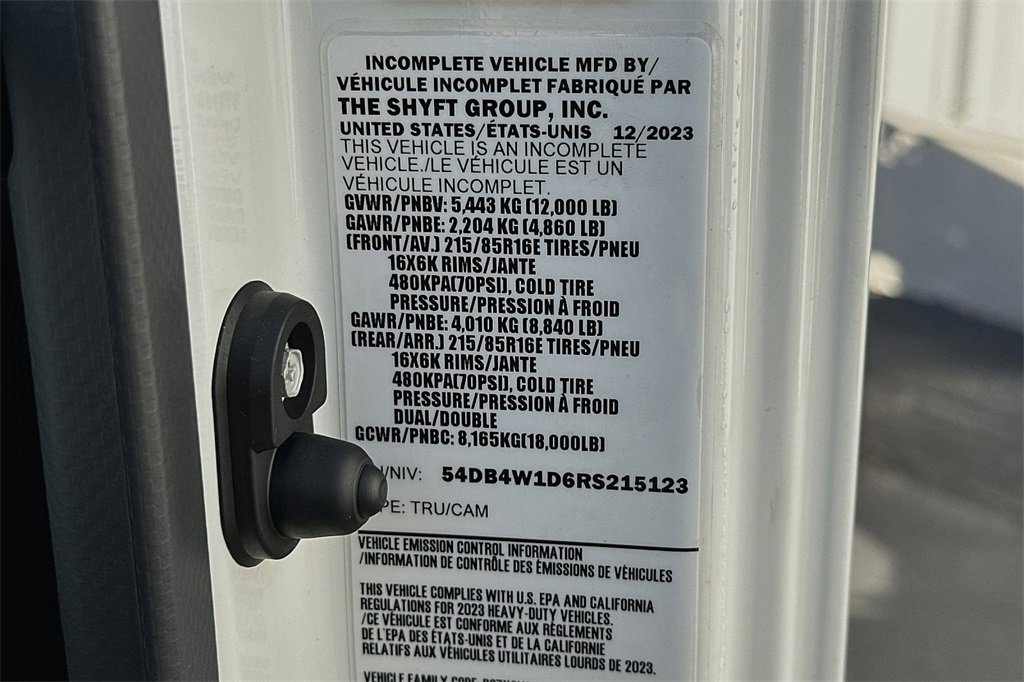 INCOMPLETE VEHICLE MFD BY/
VÉHICULE INCOMPLET FABRIQUÉ PAR
THE SHYFT GROUP, INC.
UNITED STATES/ÉTATS-UNIS 12/2023
THIS VEHICLE IS AN INCOMPLETE
VEHICLE./LE VÉHICULE EST UN
VÉHICULE INCOMPLET.
GVWR/PNBV: 5,443 KG (12,000 LB)
GAWR/PNBE: 2,204 KG (4,860 LB)
(FRONT/AV.) 215/85R16E TIRES/PNEU
16X6K RIMS/JANTE
480KPA(70PSI), COLD TIRE
PRESSURE/PRESSION À FROID
GAWR/PNBE: 4,010 KG (8,840 LB)
(REAR/ARR.) 215/85R16E TIRES/PNEU
16X6K RIMS/JANTE
480KPA(70PSI), COLD TIRE
PRESSURE/PRESSION À FROID
DUAL/DOUBLE
GCWR/PNBC: 8,165KG(18,000LB)
/NIV: 54DB4W1D6RS215123
PE: TRU/CAM
VEHICLE EMISSION CONTROL INFORMATION
/INFORMATION DE CONTRÔLE DES ÉMISSIONS DE VÉHICULES
THIS VEHICLE COMPLIES WITH U.S. EPA AND CALIFORNIA
REGULATIONS FOR 2023 HEAVY-DUTY VEHICLES.
/CE VÉHICULE EST CONFORME AUX RÈGLEMENTS
DE L'EPA DES ÉTATS-UNIS ET DE LA CALIFORNIE
RELATIFS AUX VÉHICULES UTILITAIRES LOURDS DE 2023.
VEHICLE FAMILY CODE: